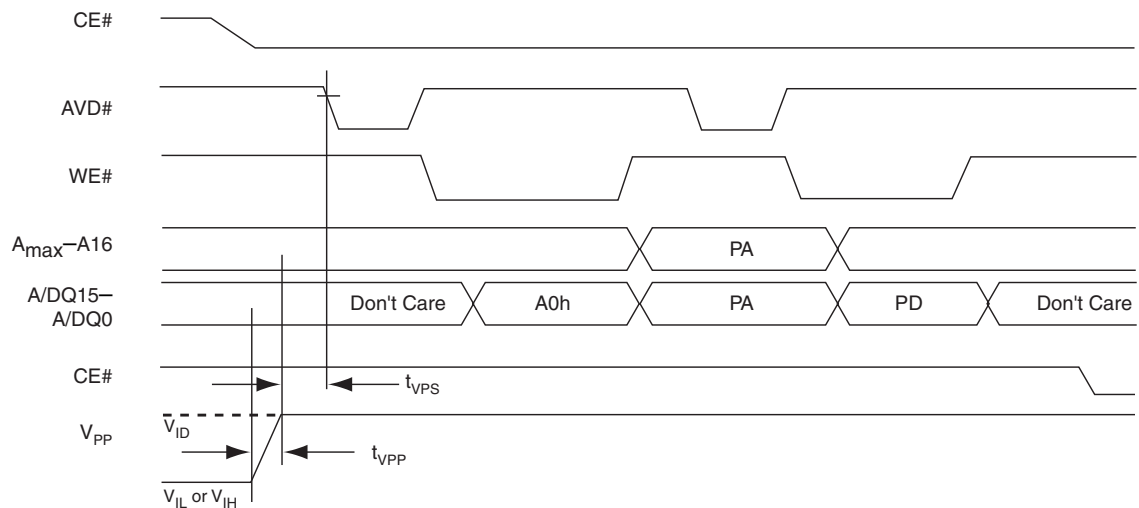 CE#
AVD#
WE#
Amax–A16
PA
A/DQ15–
A/DQ0
Don't Care
A0h
PA
PD
Don't Care
CE#
tVPS
VPP
VID
tVPP
VIL or VIH